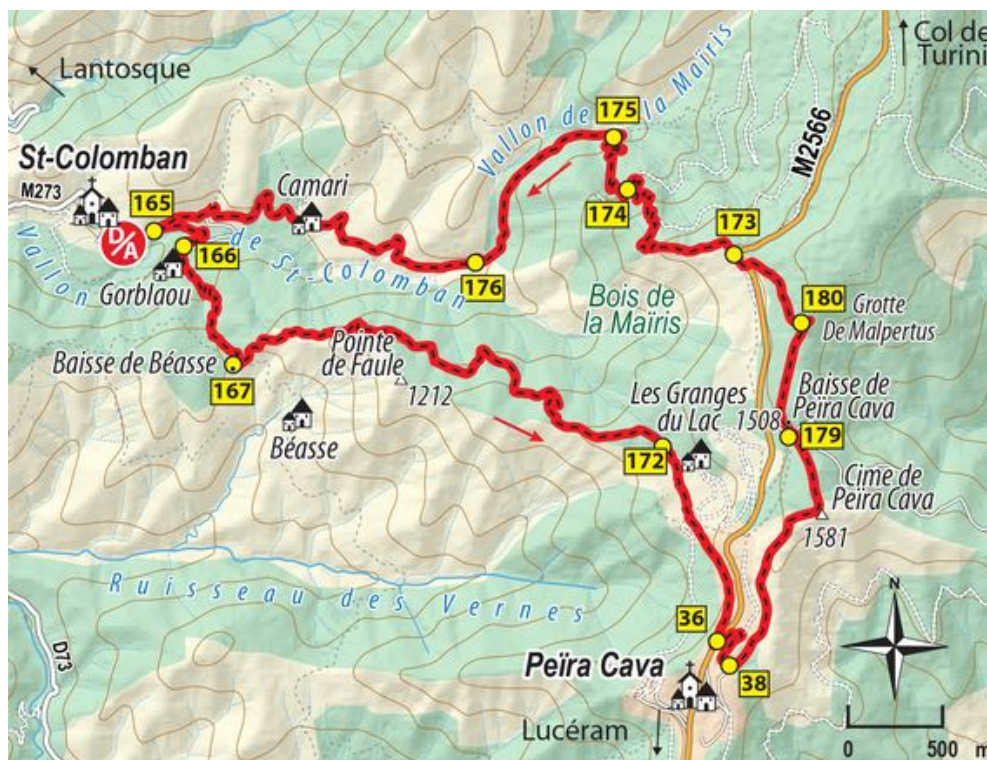 Col de
Turini
Lantosque
175
Vallon de la Maïris
M2566
St-Colomban
M273
165
Camari
174
173
D/A
166
Vallon de St-Colomban
176
Gorblaou
Bois de
la Maïris
180
Grotte
De Malpertus
Baisse de Béasse
167
Pointe
de Faule
1212
Les Granges
du Lac
1508
Baisse de
Peïra Cava
179
Béasse
172
Cime de
Peïra Cava
1581
Ruisseau des Vernes
D73
36
N
Peïra Cava
38
Lucéram
0 500 m